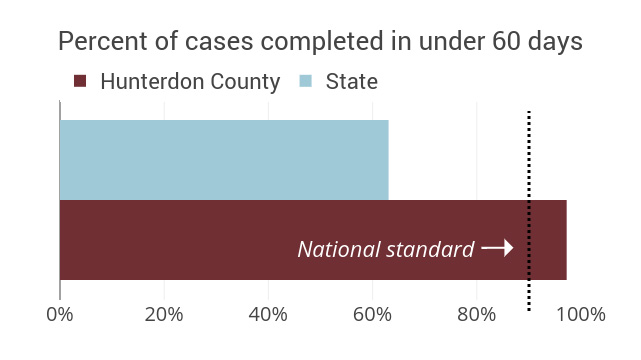 Percent of cases completed in under 60 days
Hunterdon County State
National standard
0% 20% 40% 60% 80% 100%